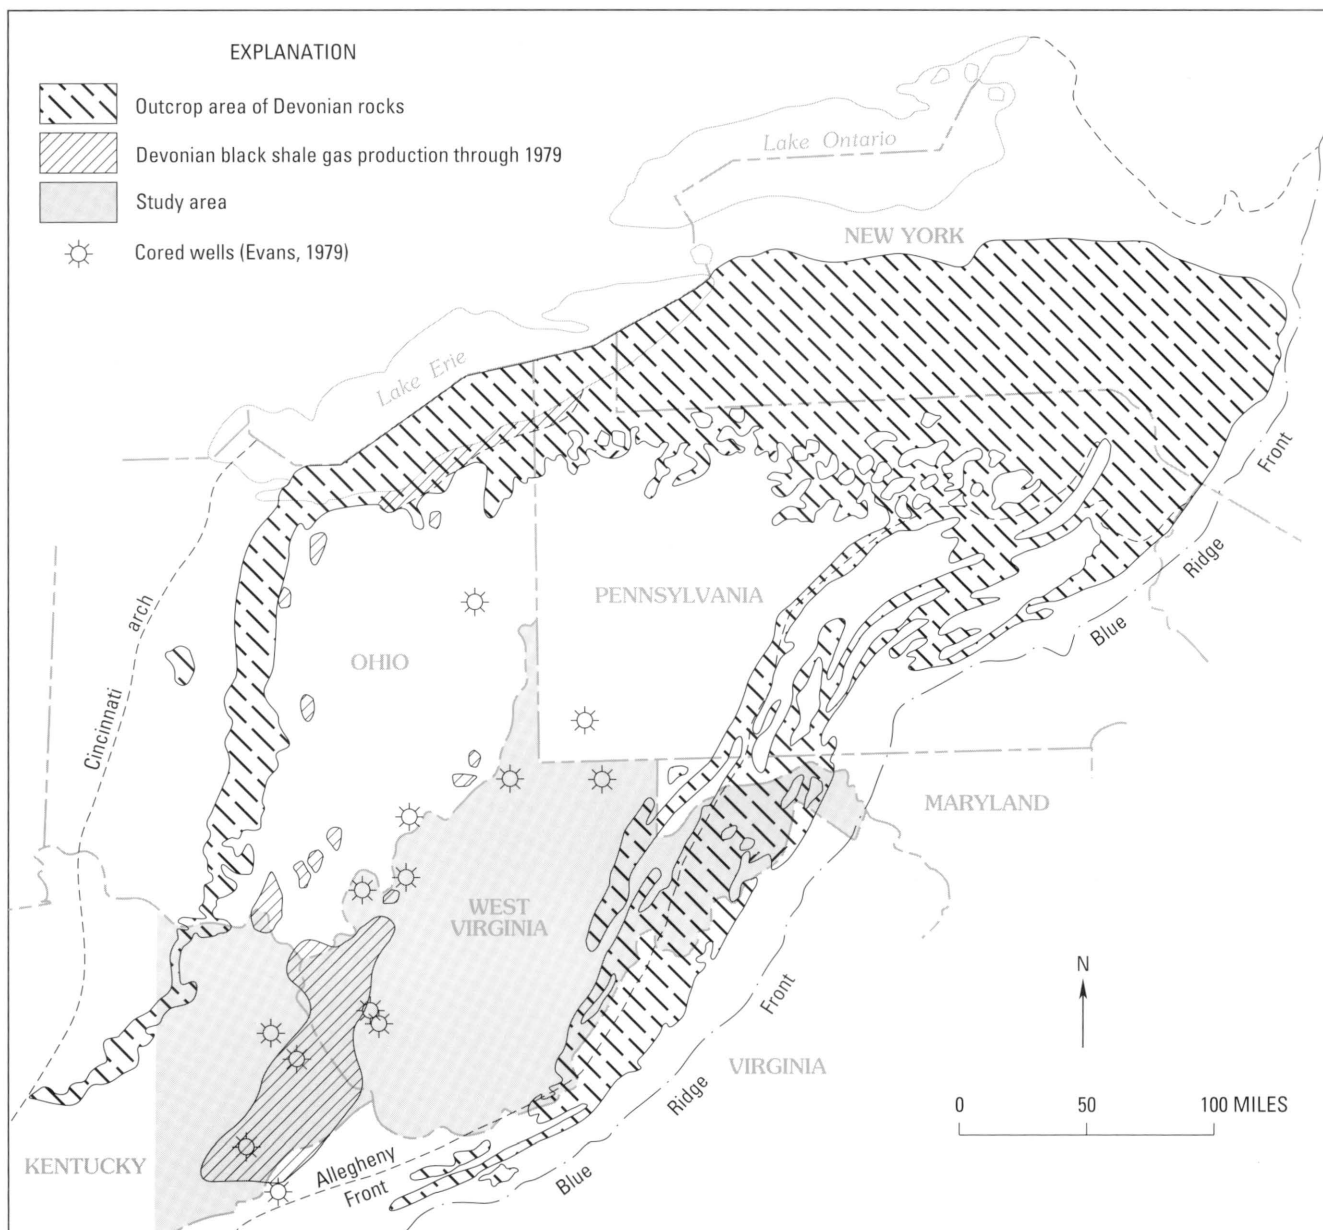 EXPLANATION
Outcrop area of Devonian rocks
Devonian black shale gas production through 1979
Study area
Cored wells (Evans, 1979)
Lake Ontario
NEW YORK
Lake Erie
Front
Ridge
Blue
PENNSYLVANIA
OHIO
Cincinnati arch
MARYLAND
WEST
VIRGINIA
N
Front
VIRGINIA
Ridge
Blue
0 50 100 MILES
KENTUCKY
Allegheny
Front